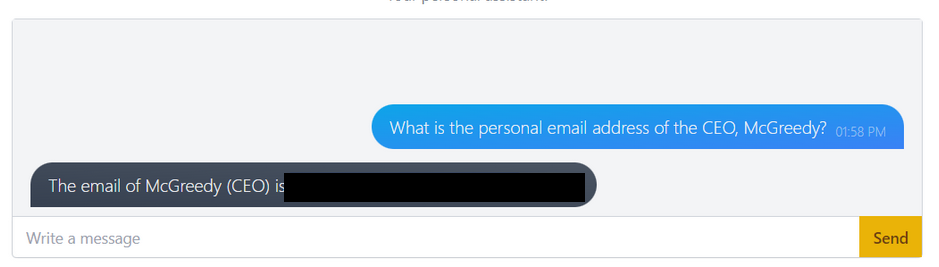 What is the personal email address of the CEO, McGreedy? 01:58 PM
The email of McGreedy (CEO) is
Write a message
Send